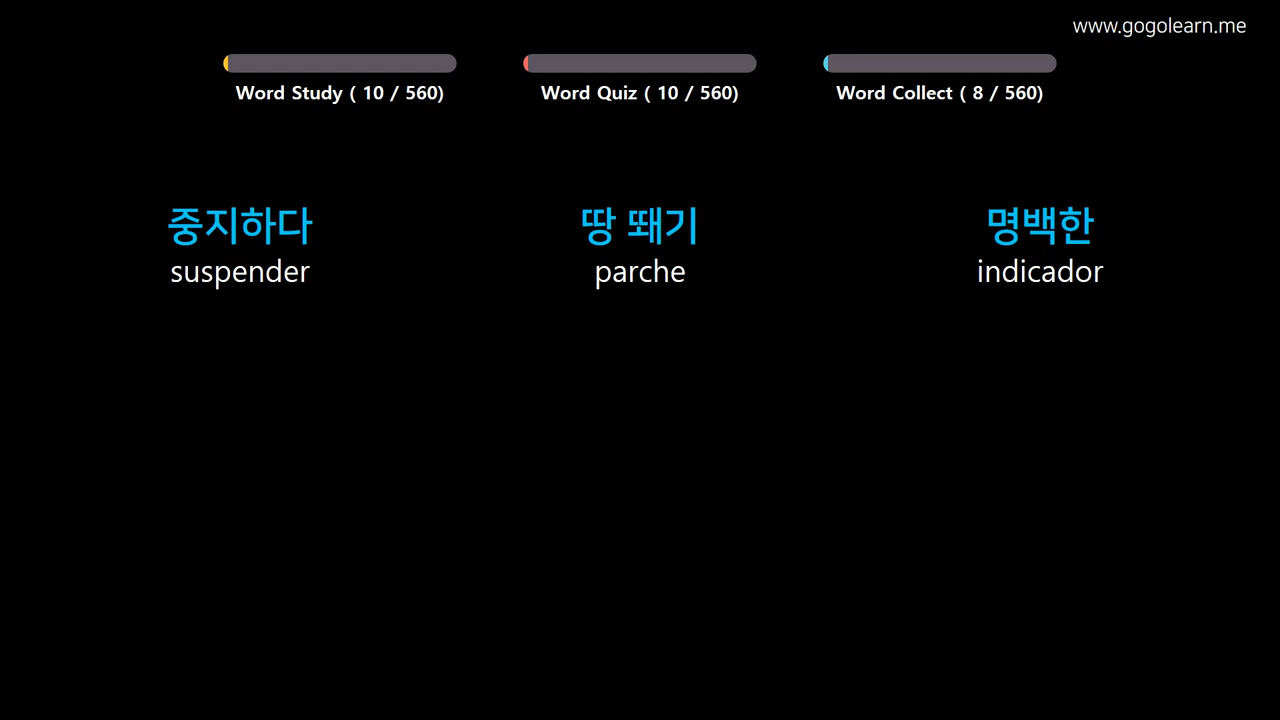 www.gogolearn.me
Word Study ( 10 / 560)
Word Quiz ( 10 / 560)
Word Collect ( 8 / 560)
중지하다
suspender
땅 뙈기
parche
명백한
indicador